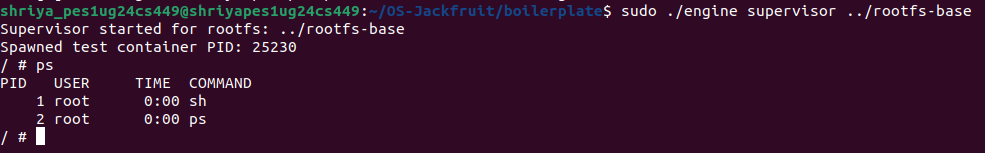 shriya_pes1ug24cs449@shriyapes1ug24cs449:~/OS-Jackfruit/boilerplate$ sudo ./engine supervisor ../rootfs-base
Supervisor started for rootfs: ../rootfs-base
Spawned test container PID: 25230
/ # ps
PID   USER     TIME  COMMAND
    1 root      0:00 sh
    2 root      0:00 ps
/ #